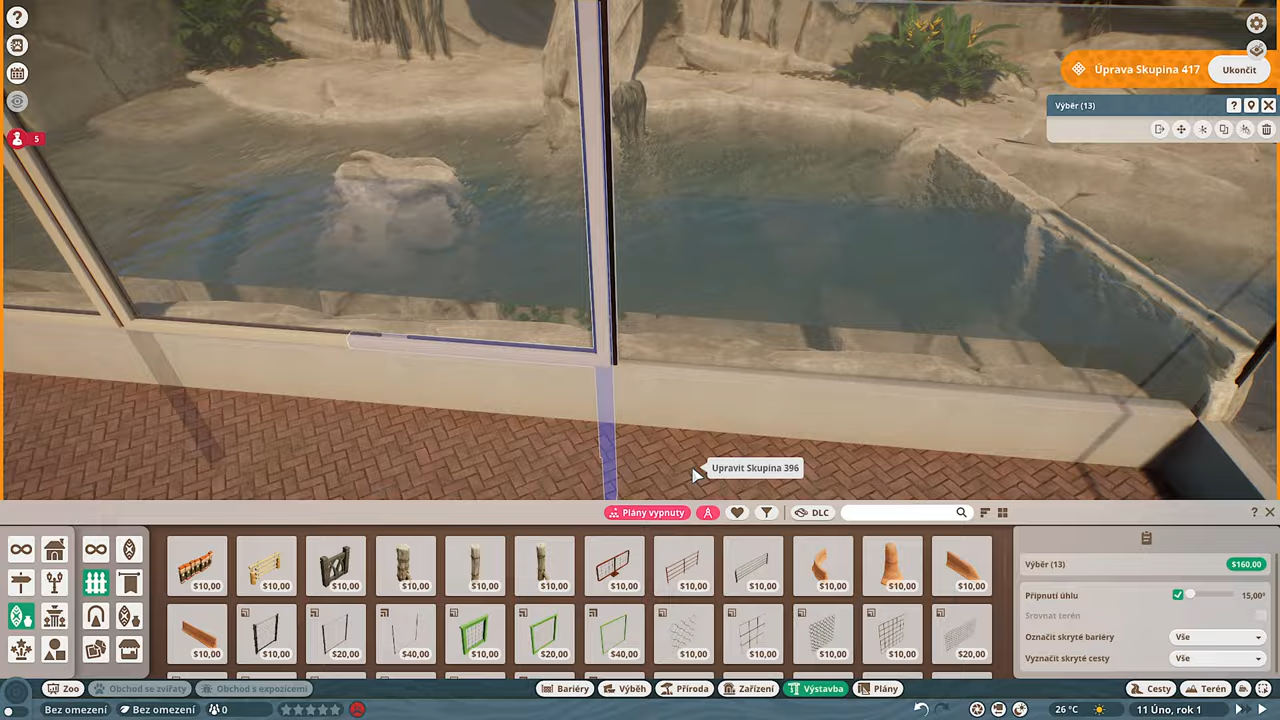 ?
Úprava Skupina 417
Ukončit
Výběr (13)
?
5
Upravit Skupina 396
Plány vypnuty
DLC
?
$10,00 $10,00 $10,00 $10,00 $10,00 $10,00 $10,00 $10,00 $10,00 $10,00 $10,00 $10,00
$10,00 $10,00 $20,00 $40,00 $10,00 $20,00 $40,00 $10,00 $10,00 $10,00 $10,00 $20,00
Výběr (13) $160,00
Připnutí úhlu 15,00°
Srovnat terén
Označit skryté bariéry Vše
Vyznačit skryté cesty Vše
Zoo Obchod se zvířaty Obchod s expozicemi Bariéry Výběh Příroda Zařízení Výstavba Plány Cesty Terén
Bez omezení Bez omezení 0 26 °C 11 Úno, rok 1